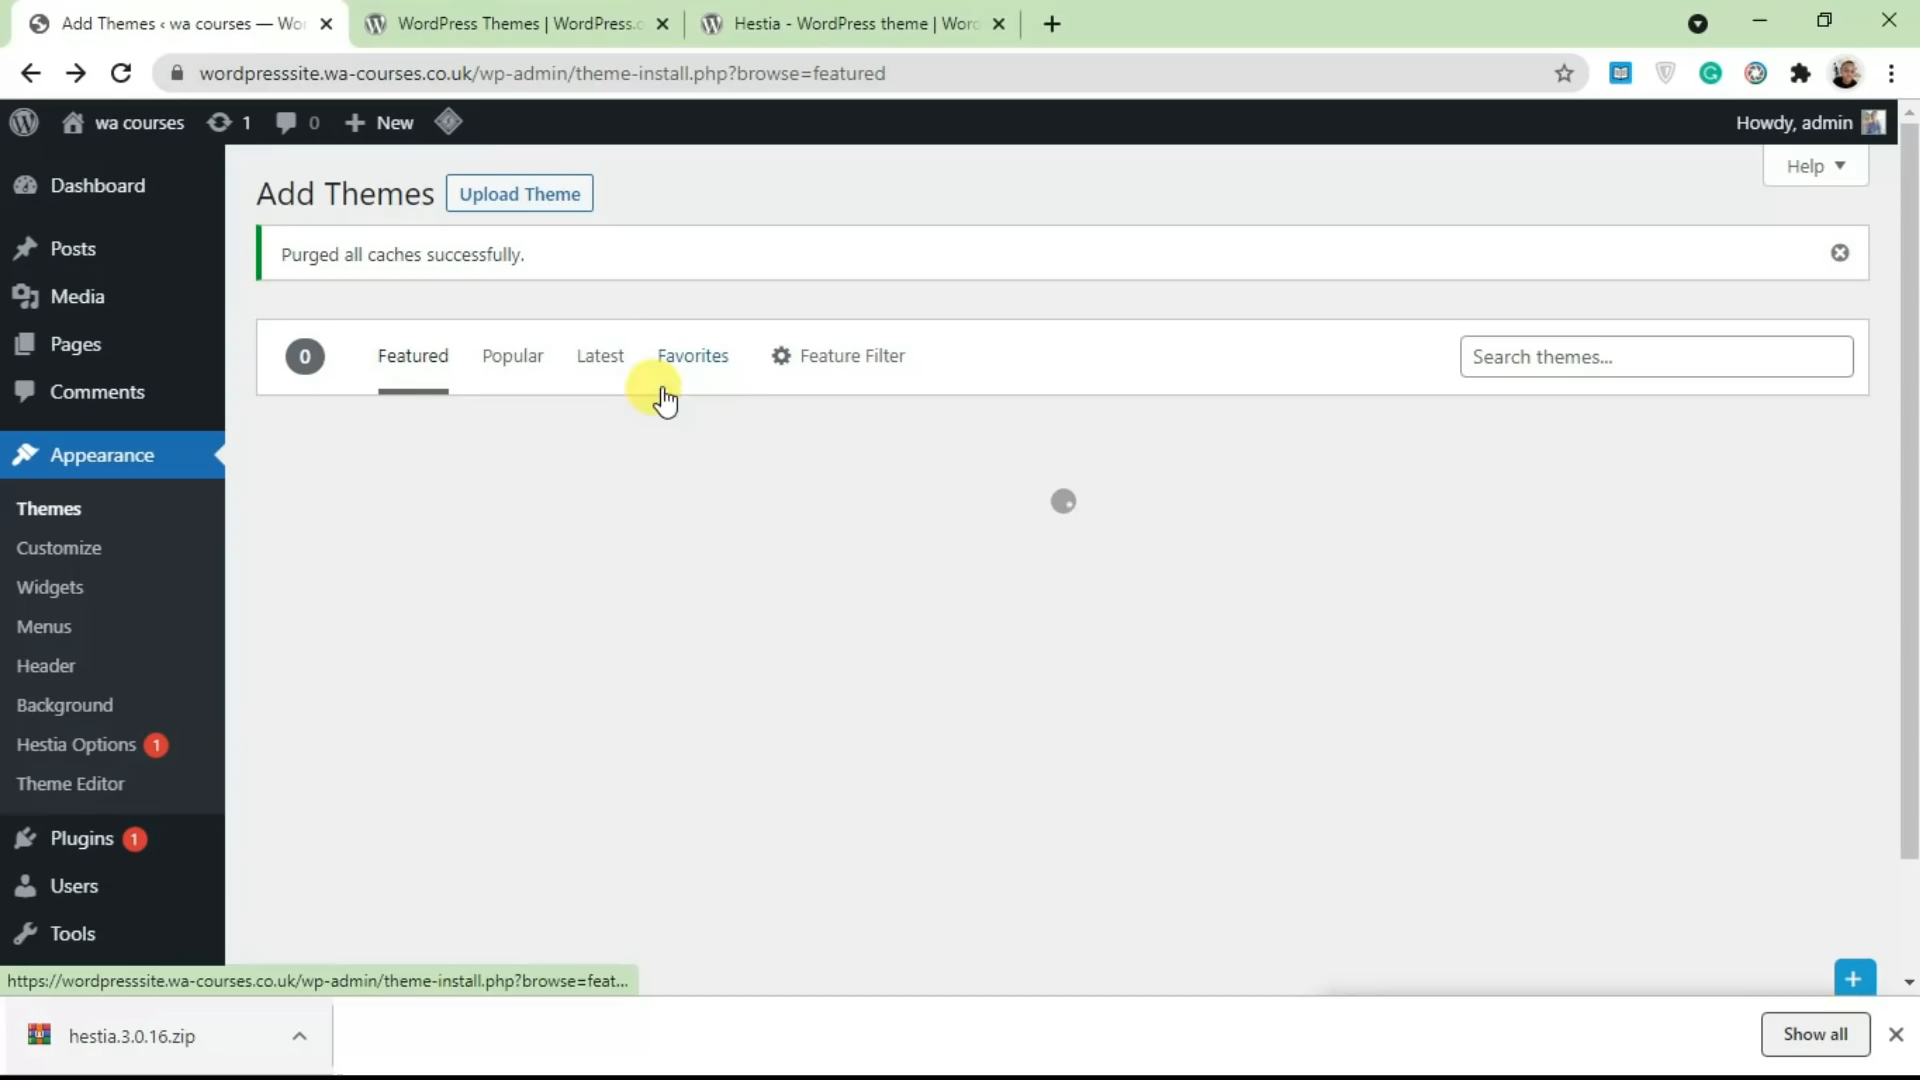 Add Themes ‹ wa courses — Wor
WordPress Themes | WordPress.c
Hestia - WordPress theme | Word
wordpresssite.wa-courses.co.uk/wp-admin/theme-install.php?browse=featured
wa courses 1 0 + New
Howdy, admin
Dashboard
Posts
Media
Pages
Comments
Appearance
Themes
Customize
Widgets
Menus
Header
Background
Hestia Options 1
Theme Editor
Plugins 1
Users
Tools
Help
Add Themes Upload Theme
Purged all caches successfully.
0 Featured Popular Latest Favorites Feature Filter Search themes...
https://wordpresssite.wa-courses.co.uk/wp-admin/theme-install.php?browse=feat...
hestia.3.0.16.zip
Show all